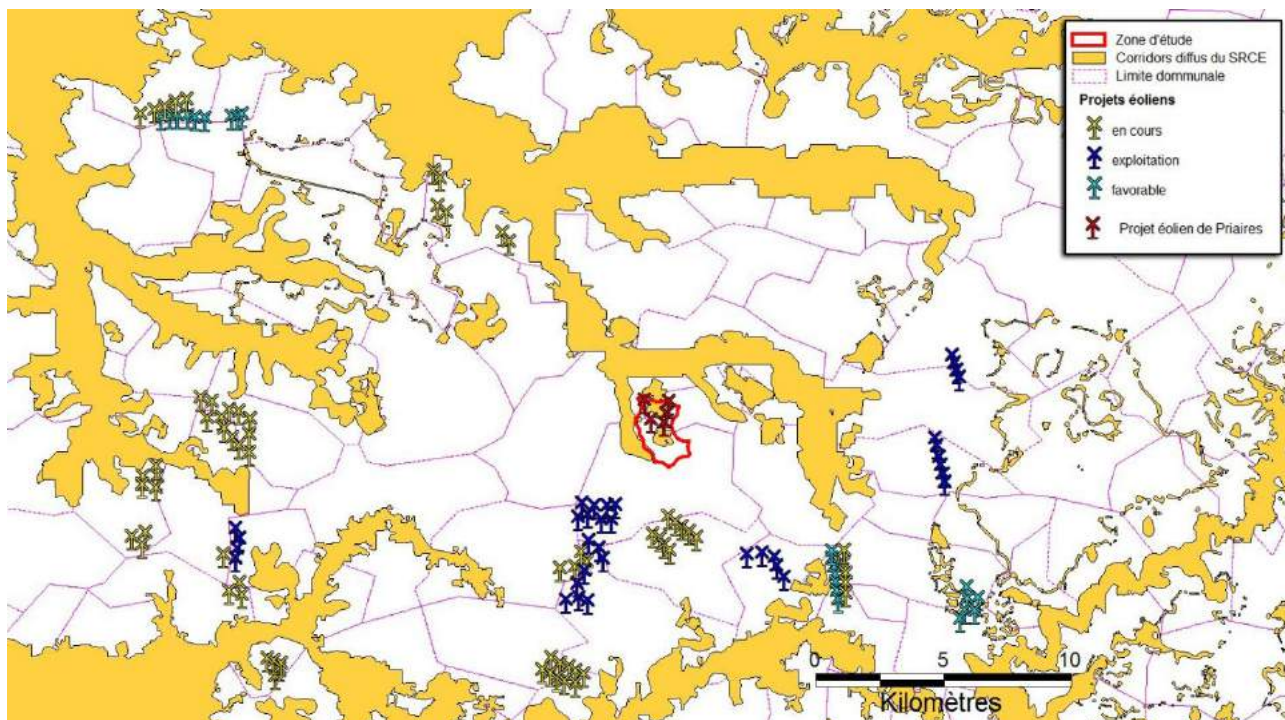 Zone d'étude
Corridors diffus du SRCE
Limite dommunale
Projets éoliens
en cours
exploitation
favorable
Projet éolien de Priaires
0 5 10
Kilomètres